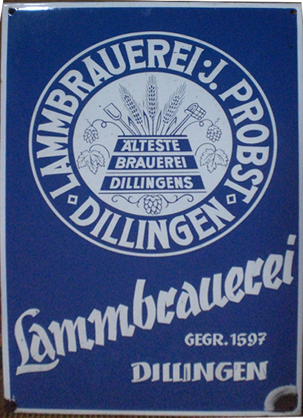 LAMMBRAUEREI · J. PROBST
· DILLINGEN ·
ÄLTESTE
BRAUEREI
DILLINGENS
Lammbrauerei
GEGR. 1597
DILLINGEN